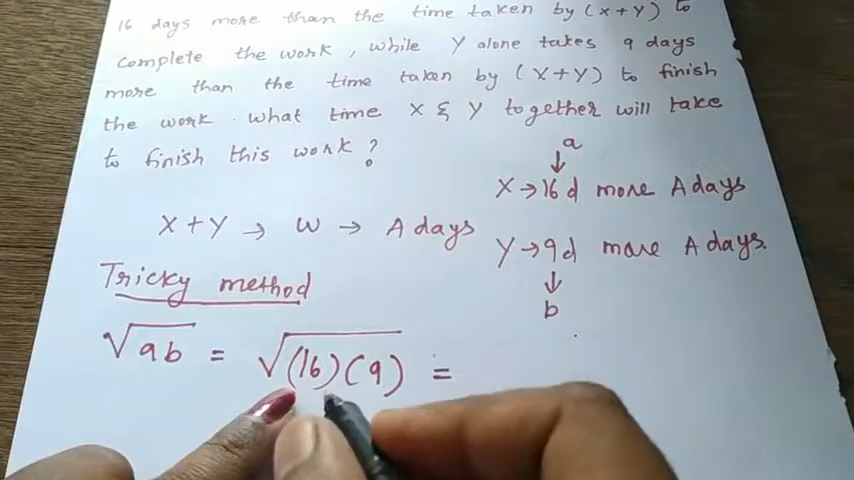 16 days more than the time taken by (x+y) to
complete the work, while Y alone takes 9 days
more than the time taken by (X+Y) to finish
the work. what time X & Y together will take
to finish this work?
a
↓
X→16d more A days
X+Y → W → A days
Y→9d more A days.
↓
b
Tricky method
√ab = √(16)(9) =